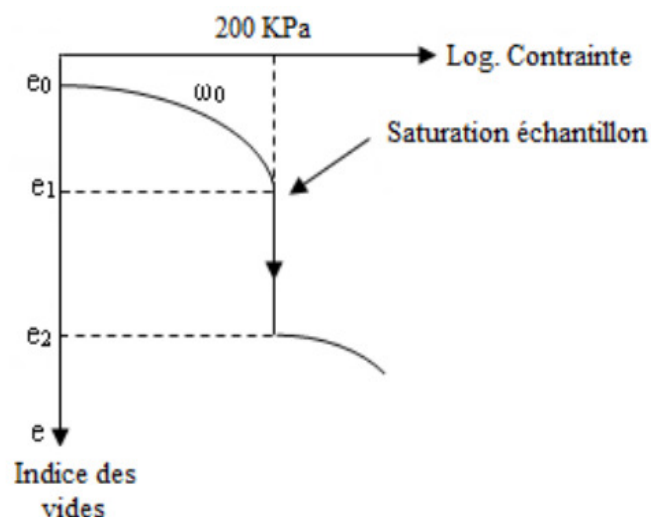 200 KPa
Log. Contrainte
e0
ω0
Saturation échantillon
e1
e2
e
Indice des
vides